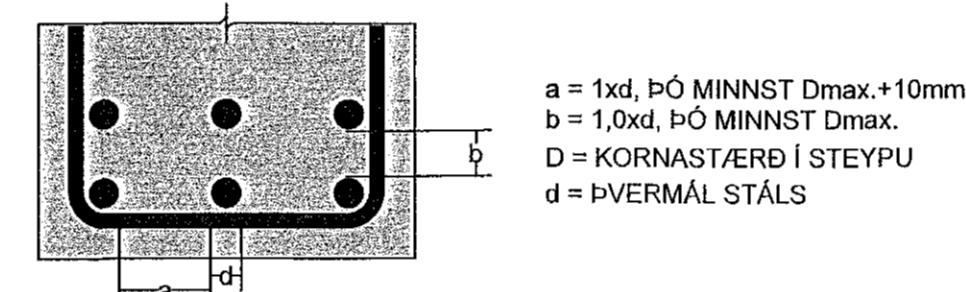 a = 1xd, ÞÓ MINNST Dmax.+10mm
b = 1,0xd, ÞÓ MINNST Dmax.
D = KORNASTÆRÐ Í STEYPU
d = ÞVERMÁL STÁLS
b
d
a